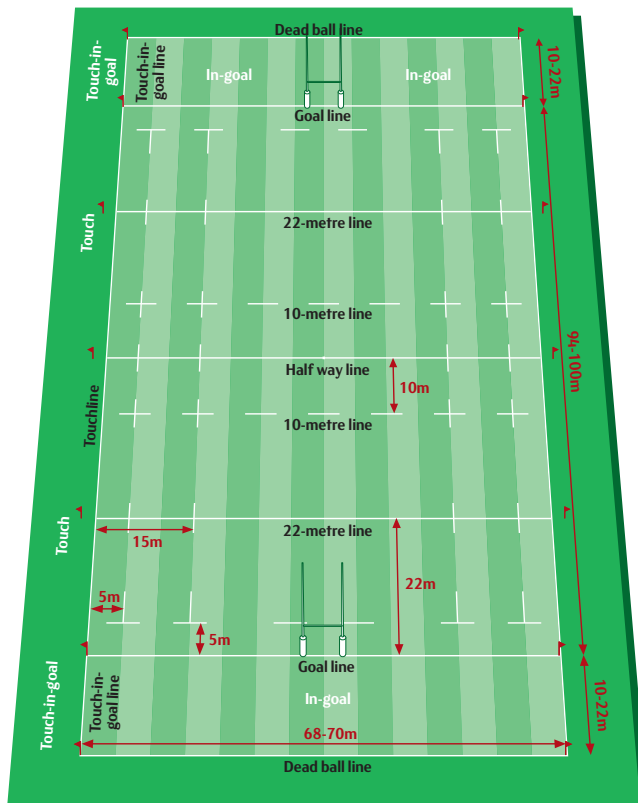 Dead ball line
Touch-in-
goal
Touch-in-
goal line
In-goal
In-goal
10-22m
Goal line
Touch
22-metre line
10-metre line
94-100m
Half way line
10m
Touchline
10-metre line
Touch
22-metre line
15m
22m
5m
5m
Goal line
Touch-in-goal
Touch-in-
goal line
In-goal
10-22m
68-70m
Dead ball line